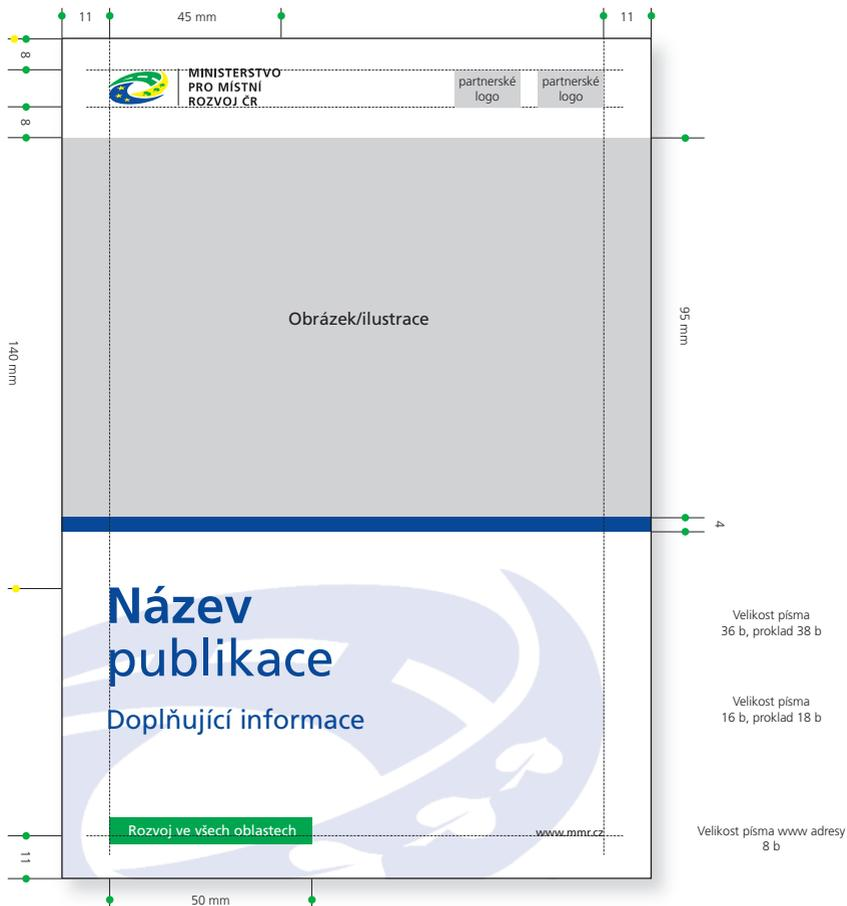 11
45 mm
11
8
MINISTERSTVO
PRO MÍSTNÍ
ROZVOJ ČR
partnerské
logo
partnerské
logo
8
Obrázek/ilustrace
95 mm
140 mm
4
Název
publikace
Velikost písma
36 b, proklad 38 b
Doplňující informace
Velikost písma
16 b, proklad 18 b
Rozvoj ve všech oblastech
www.mmr.cz
Velikost písma www adresy
8 b
11
50 mm